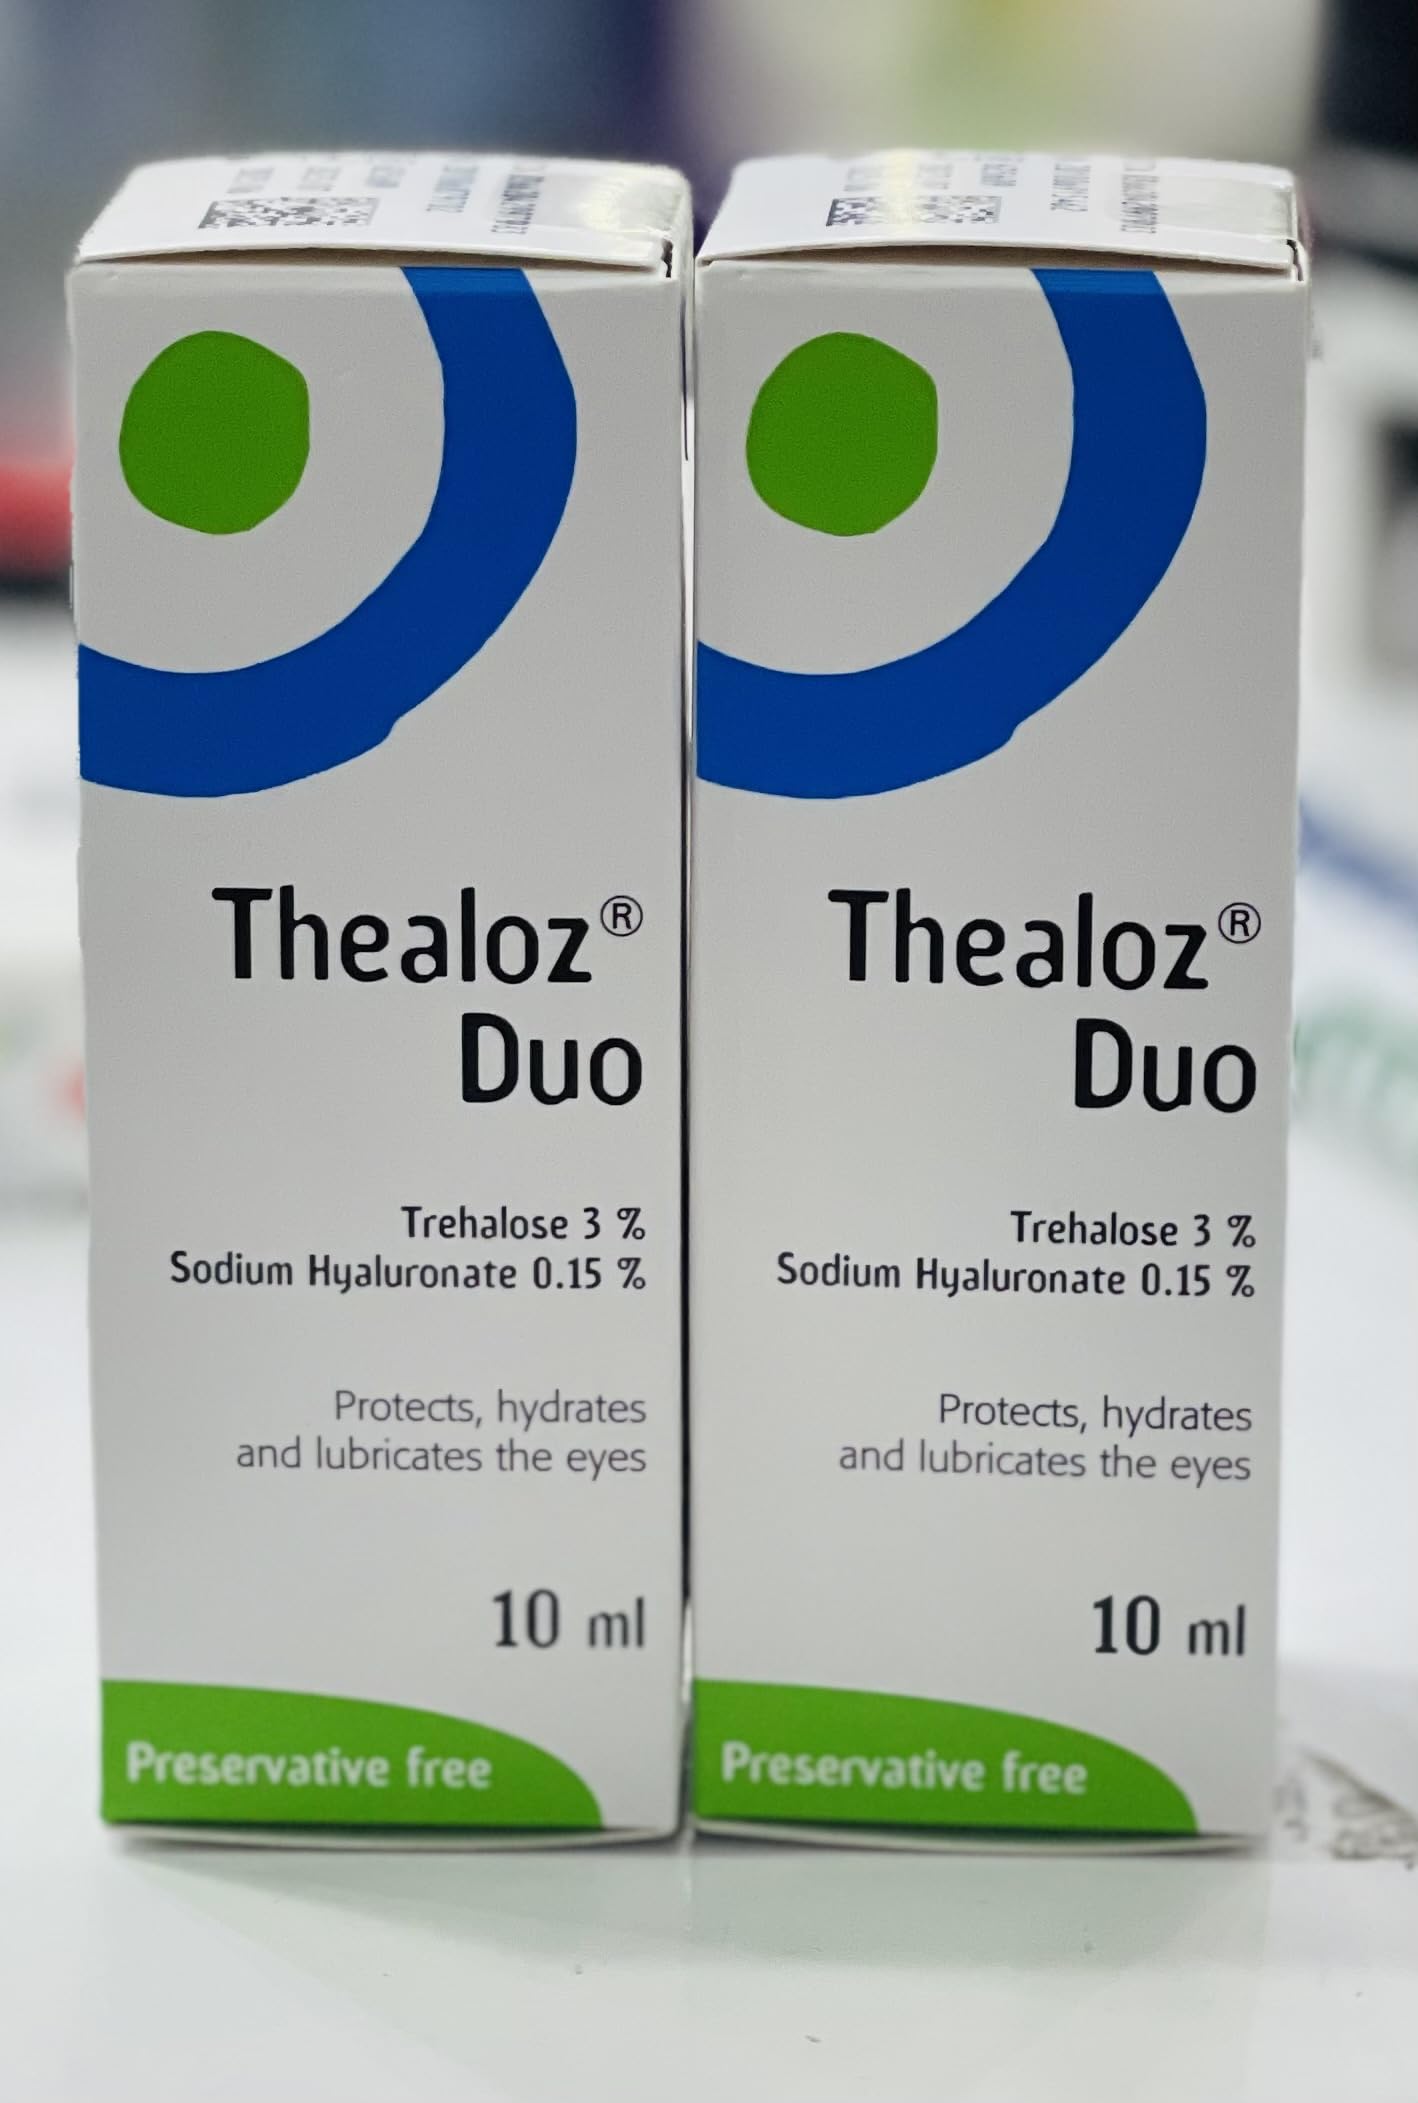 Thealoz®
Duo
Trehalose 3 %
Sodium Hyaluronate 0.15 %
Protects, hydrates
and lubricates the eyes
10 ml
Preservative free
Thealoz®
Duo
Trehalose 3 %
Sodium Hyaluronate 0.15 %
Protects, hydrates
and lubricates the eyes
10 ml
Preservative free